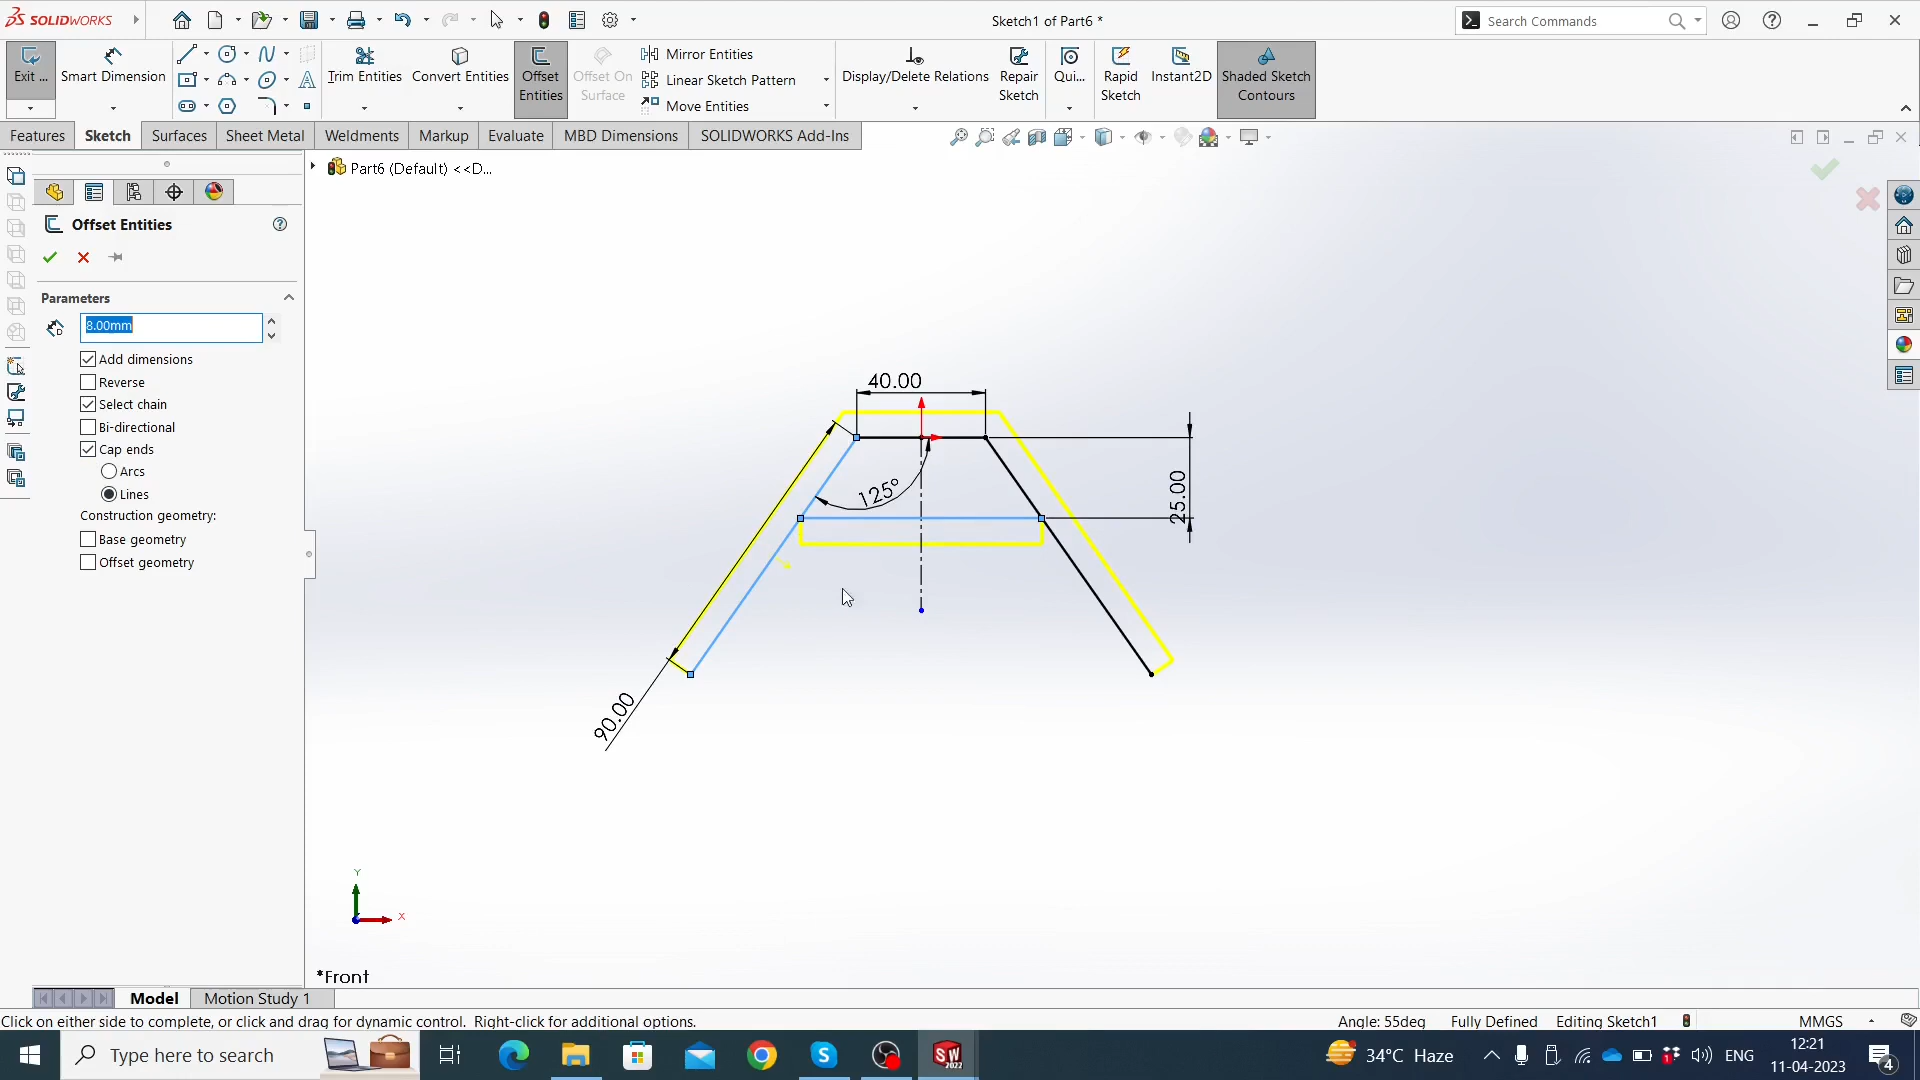 SOLIDWORKS
Sketch1 of Part6 *
Search Commands
Exit ...
Smart Dimension
Trim Entities
Convert Entities
Offset Entities
Offset On Surface
Mirror Entities
Linear Sketch Pattern
Move Entities
Display/Delete Relations
Repair Sketch
Qui...
Rapid Sketch
Instant2D
Shaded Sketch Contours
Features
Sketch
Surfaces
Sheet Metal
Weldments
Markup
Evaluate
MBD Dimensions
SOLIDWORKS Add-Ins
Part6 (Default) <<D...
Offset Entities
Parameters
8.00mm
Add dimensions
Reverse
Select chain
Bi-directional
Cap ends
Arcs
Lines
Construction geometry:
Base geometry
Offset geometry
40.00
125°
25.00
90.00
Y
X
*Front
Model
Motion Study 1
Click on either side to complete, or click and drag for dynamic control. Right-click for additional options.
Angle: 55deg
Fully Defined
Editing Sketch1
MMGS
Type here to search
SW
2022
34°C Haze
ENG
12:21
11-04-2023
4